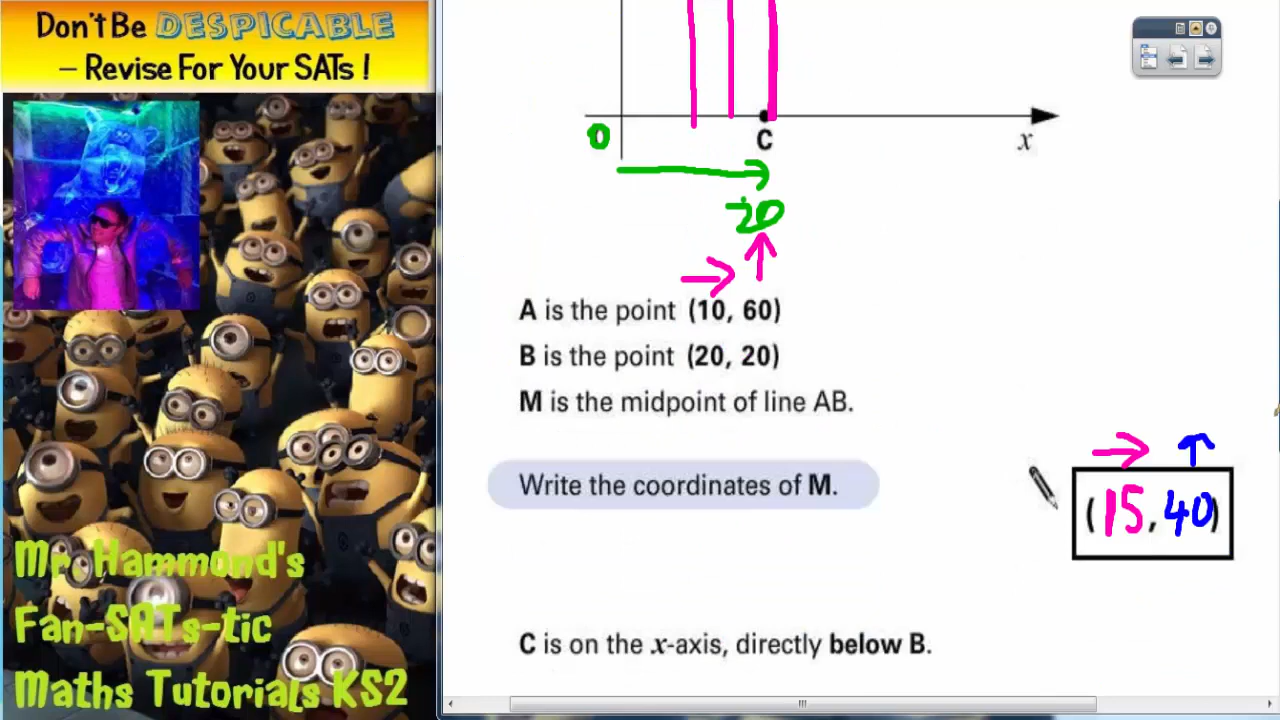 Don't Be DESPICABLE
– Revise For Your SATs !
Mr. Hammond's
Fan-SATs-tic
Maths Tutorials KS2
0
C
x
20
A is the point (10, 60)
B is the point (20, 20)
M is the midpoint of line AB.
Write the coordinates of M.
(15, 40)
C is on the x-axis, directly below B.